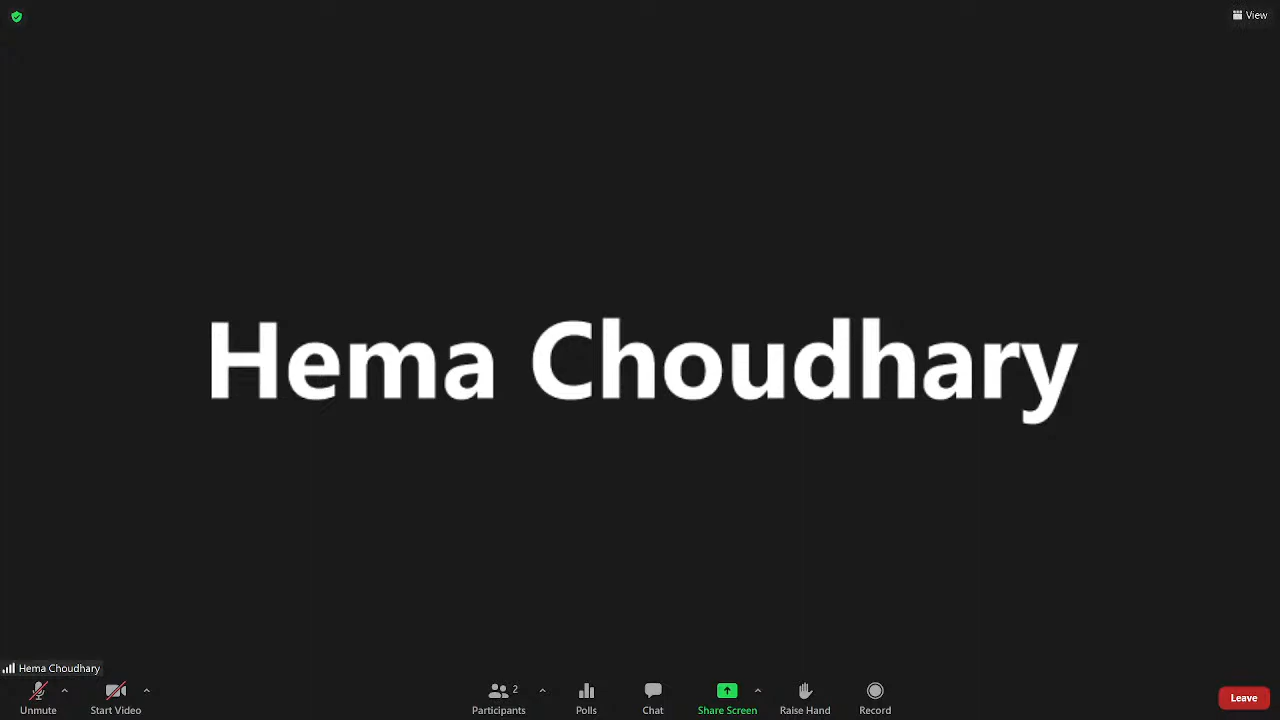 View
Hema Choudhary
Hema Choudhary
Unmute
Start Video
Participants 2
Polls
Chat
Share Screen
Raise Hand
Record
Leave